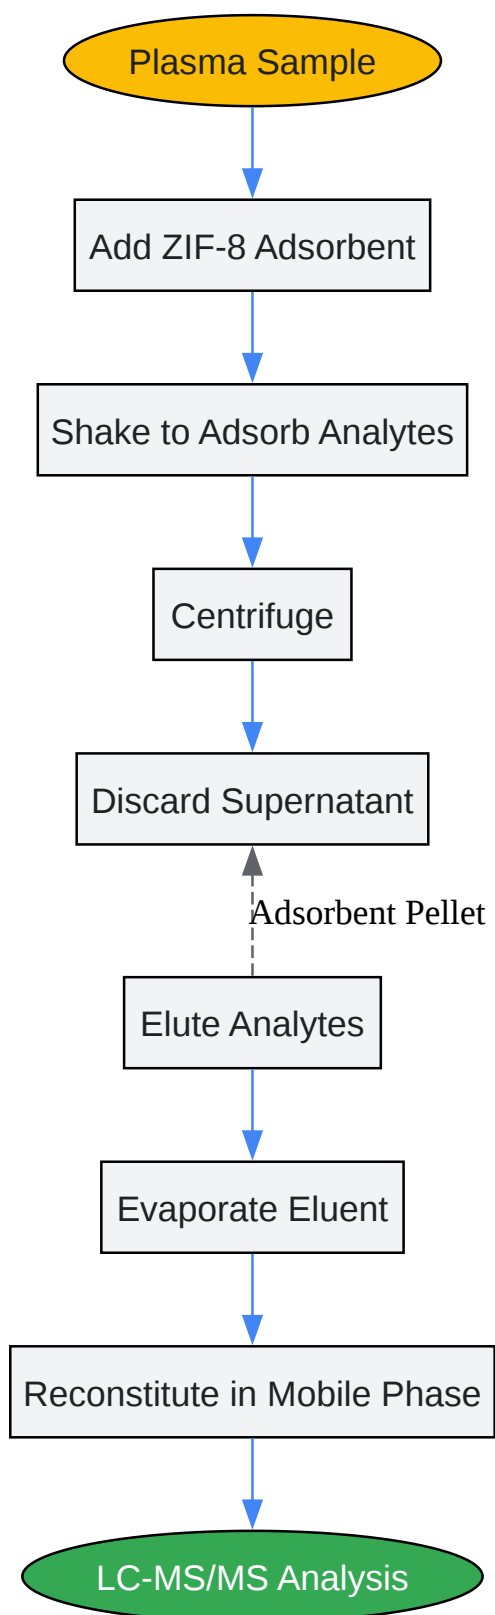 Plasma Sample
Add ZIF-8 Adsorbent
Shake to Adsorb Analytes
Centrifuge
Discard Supernatant
Adsorbent Pellet
Elute Analytes
Evaporate Eluent
Reconstitute in Mobile Phase
LC-MS/MS Analysis